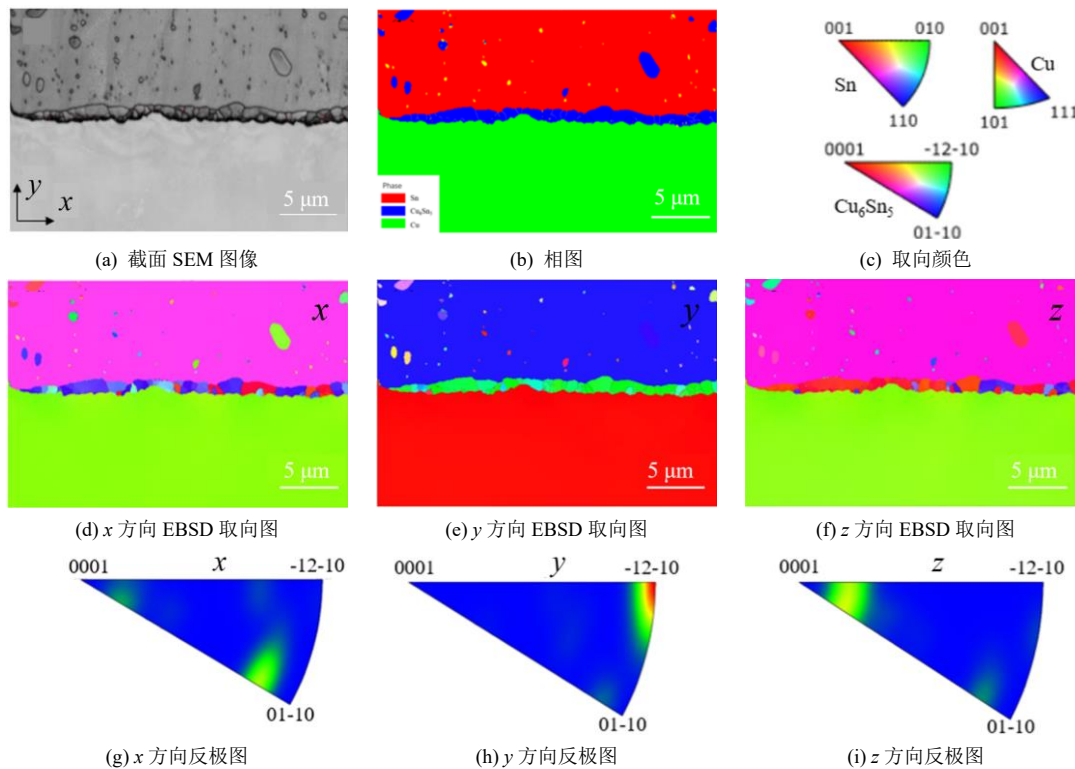 y
x
5 μm
Phase
Sn
Cu₆Sn₅
Cu
5 μm
001 010
Sn
110
001
Cu
101 111
0001 -12-10
Cu₆Sn₅
01-10
(a) 截面 SEM 图像 (b) 相图 (c) 取向颜色
x
5 μm
y
5 μm
z
5 μm
(d) x 方向 EBSD 取向图 (e) y 方向 EBSD 取向图 (f) z 方向 EBSD 取向图
0001 x -12-10
01-10
0001 y -12-10
01-10
0001 z -12-10
01-10
(g) x 方向反极图 (h) y 方向反极图 (i) z 方向反极图